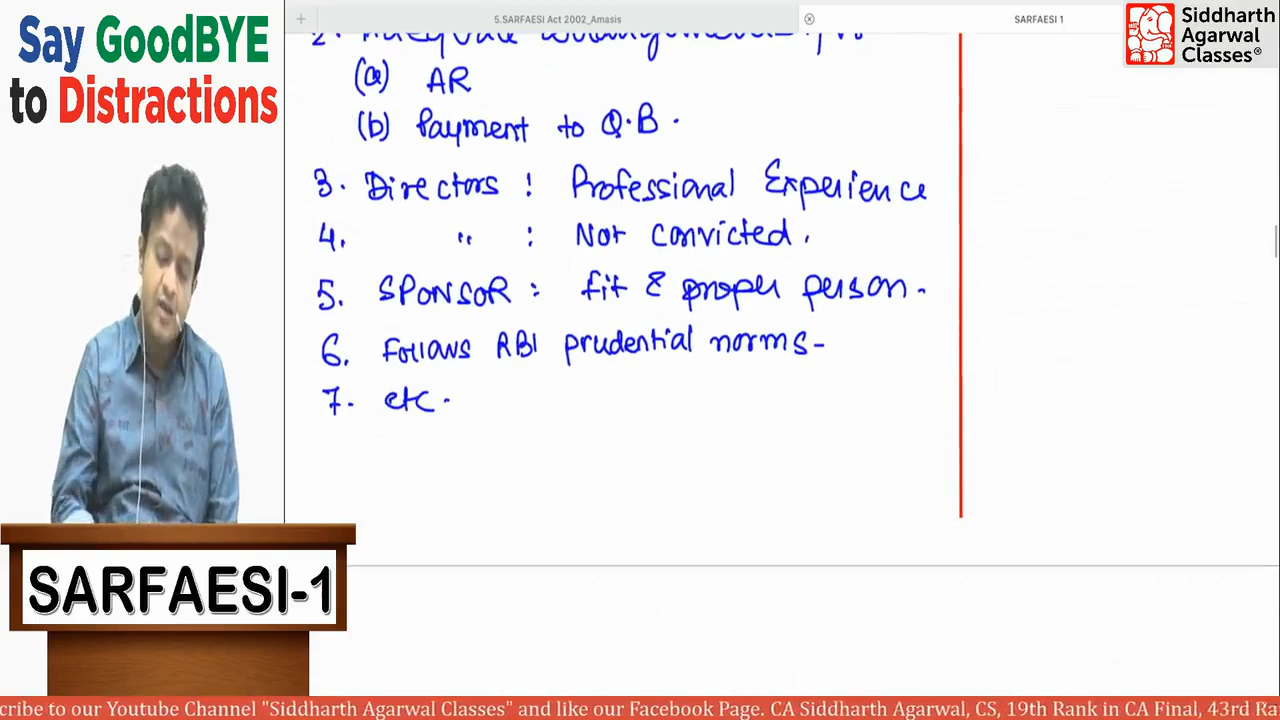 Say GoodBYE
to Distractions
5.SARFAESI Act 2002_Amasis
SARFAESI 1
Siddharth
Agarwal
Classes®
2. Adequate
(a) AR
(b) Payment to Q.B.
3. Directors : Professional Experience
4. " : Not convicted.
5. SPONSOR : fit & proper person.
6. Follows RBI prudential norms-
7. etc.
SARFAESI-1
cribe to our Youtube Channel "Siddharth Agarwal Classes" and like our Facebook Page. CA Siddharth Agarwal, CS, 19th Rank in CA Final, 43rd Ra